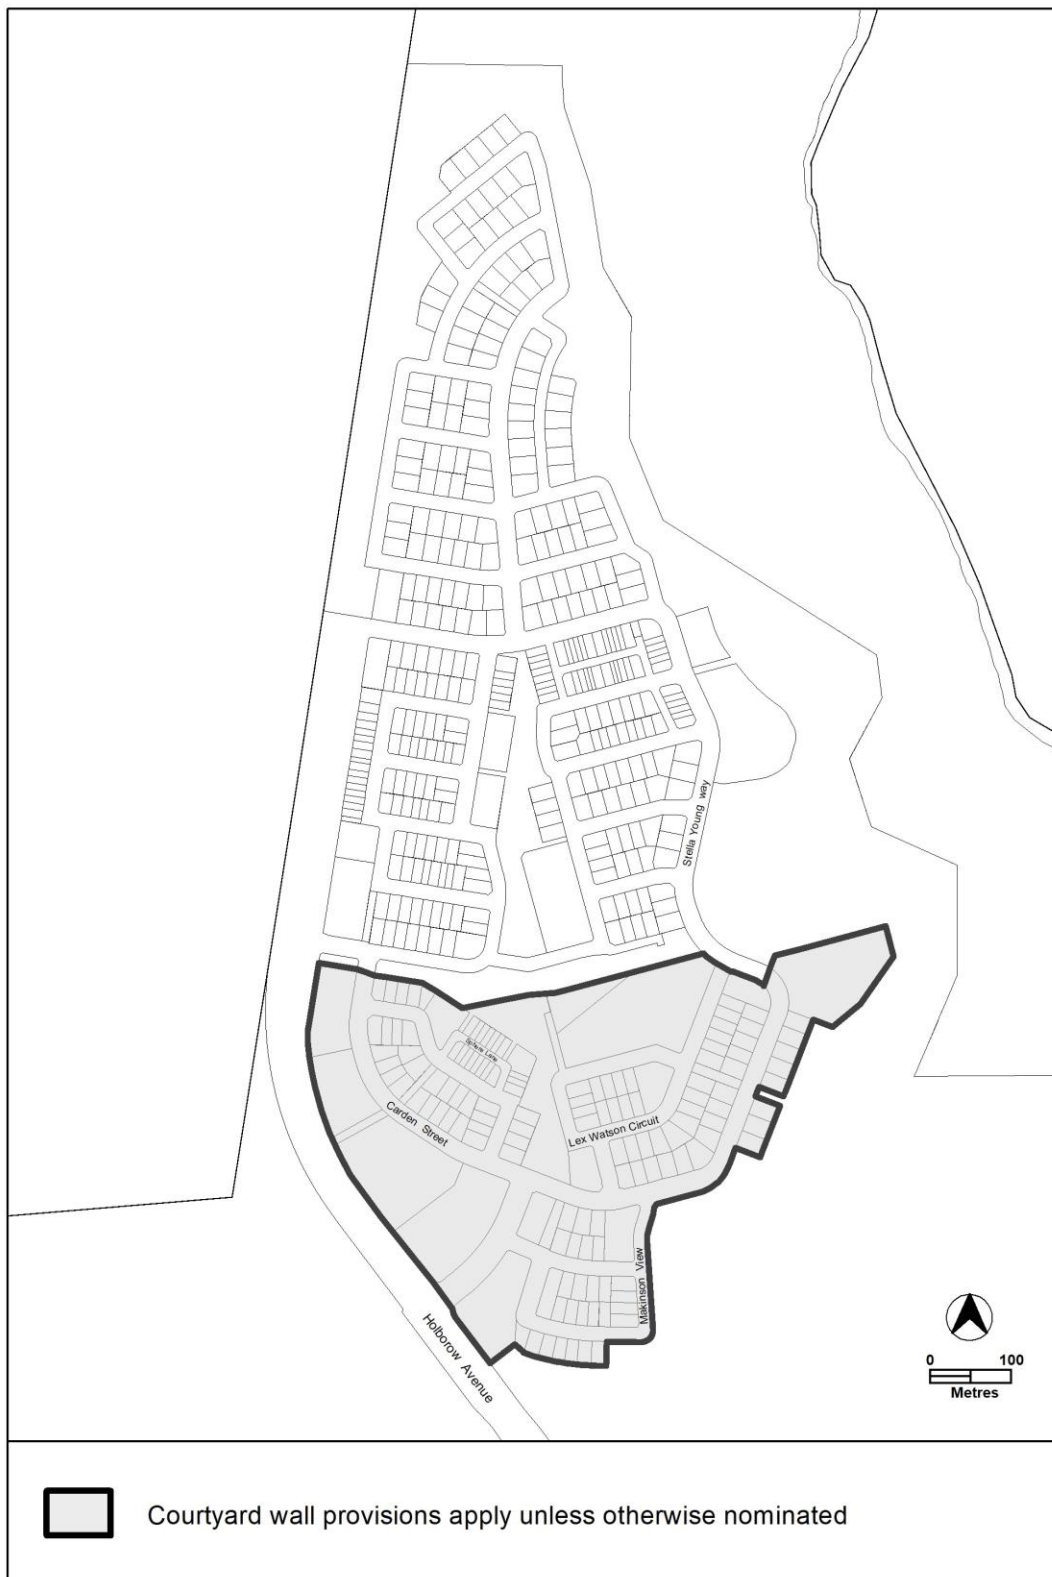 Stella Young way
Carden Street
Lex Watson Circuit
Makinson View
Holborow Avenue
0 100
Metres
Courtyard wall provisions apply unless otherwise nominated